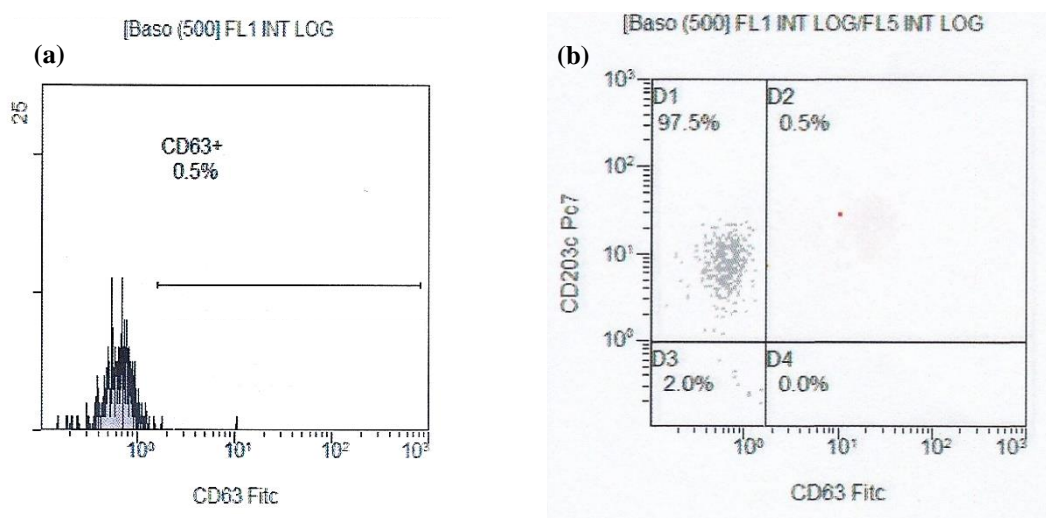 [Baso (500] FL1 INT LOG
(a)
25
CD63+
0.5%
10⁰ 10¹ 10² 10³
CD63 Fitc
[Baso (500] FL1 INT LOG/FL5 INT LOG
(b)
10³
D1 D2
97.5% 0.5%
10²
CD203c Pc7
10¹
10⁰
D3 D4
2.0% 0.0%
10⁰ 10¹ 10² 10³
CD63 Fitc